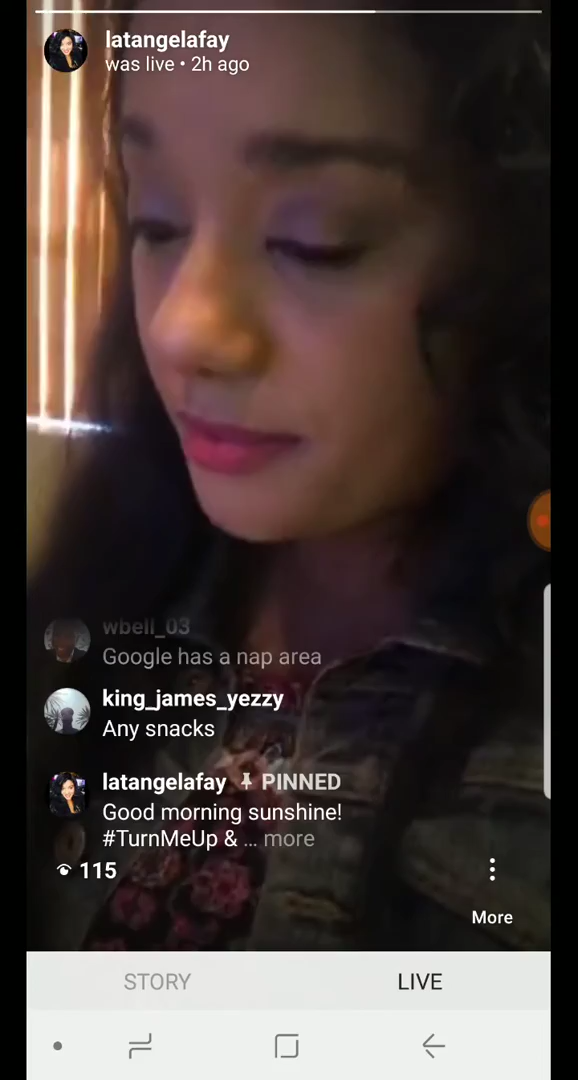 latangelafay
was live • 2h ago
wbell_03
Google has a nap area
king_james_yezzy
Any snacks
latangelafay PINNED
Good morning sunshine!
#TurnMeUp & ... more
115
More
STORY LIVE